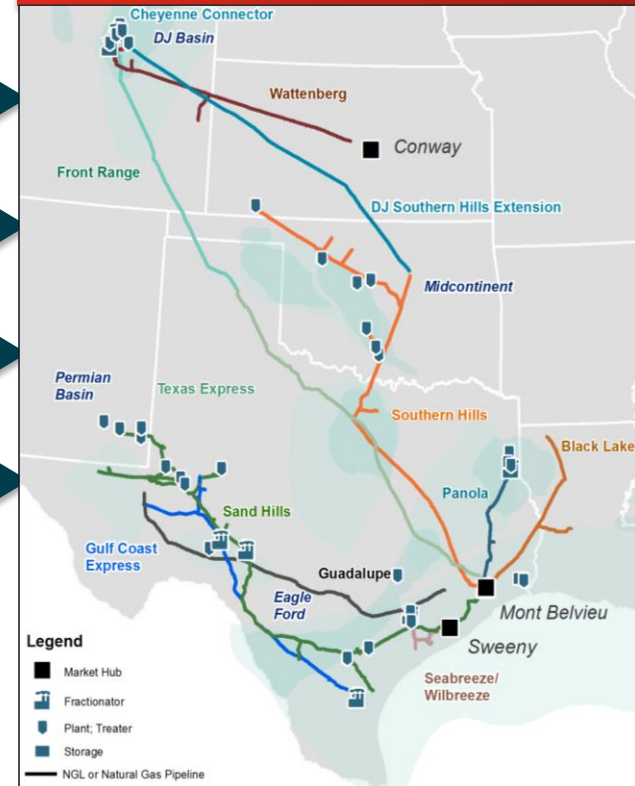 Cheyenne Connector
DJ Basin
Wattenberg
Conway
Front Range
DJ Southern Hills Extension
Midcontinent
Permian
Basin
Texas Express
Southern Hills
Black Lake
Panola
Sand Hills
Gulf Coast
Express
Guadalupe
Eagle
Ford
Mont Belvieu
Sweeny
Seabreeze/
Wilbreeze
Legend
Market Hub
Fractionator
Plant; Treater
Storage
NGL or Natural Gas Pipeline